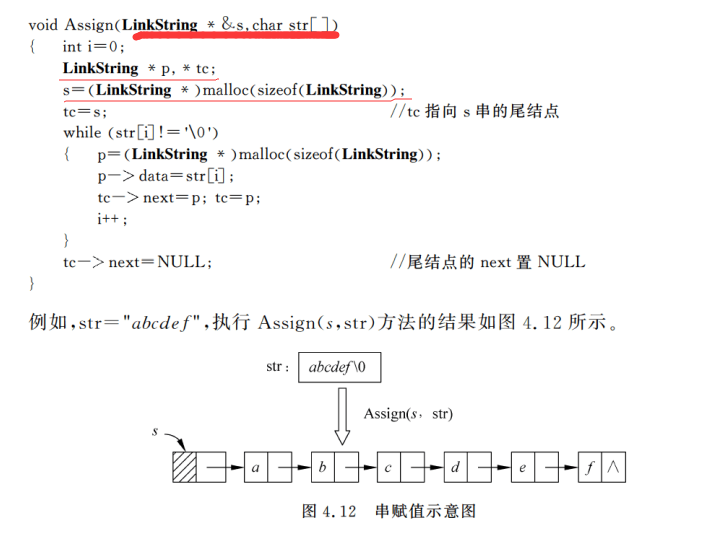 void Assign(LinkString * &s,char str[ ])
{ int i=0;
LinkString * p, * tc;
s=(LinkString * )malloc(sizeof(LinkString));
tc=s; //tc 指向 s 串的尾结点
while (str[i]!='\0')
{ p=(LinkString * )malloc(sizeof(LinkString));
p—>data=str[i];
tc—>next=p; tc=p;
i++;
}
tc—>next=NULL; //尾结点的 next 置 NULL
}
例如,str="abcdef",执行 Assign(s,str)方法的结果如图 4.12 所示。
str: abcdef\0
Assign(s, str)
s
a b c d e f ∧
图 4.12 串赋值示意图